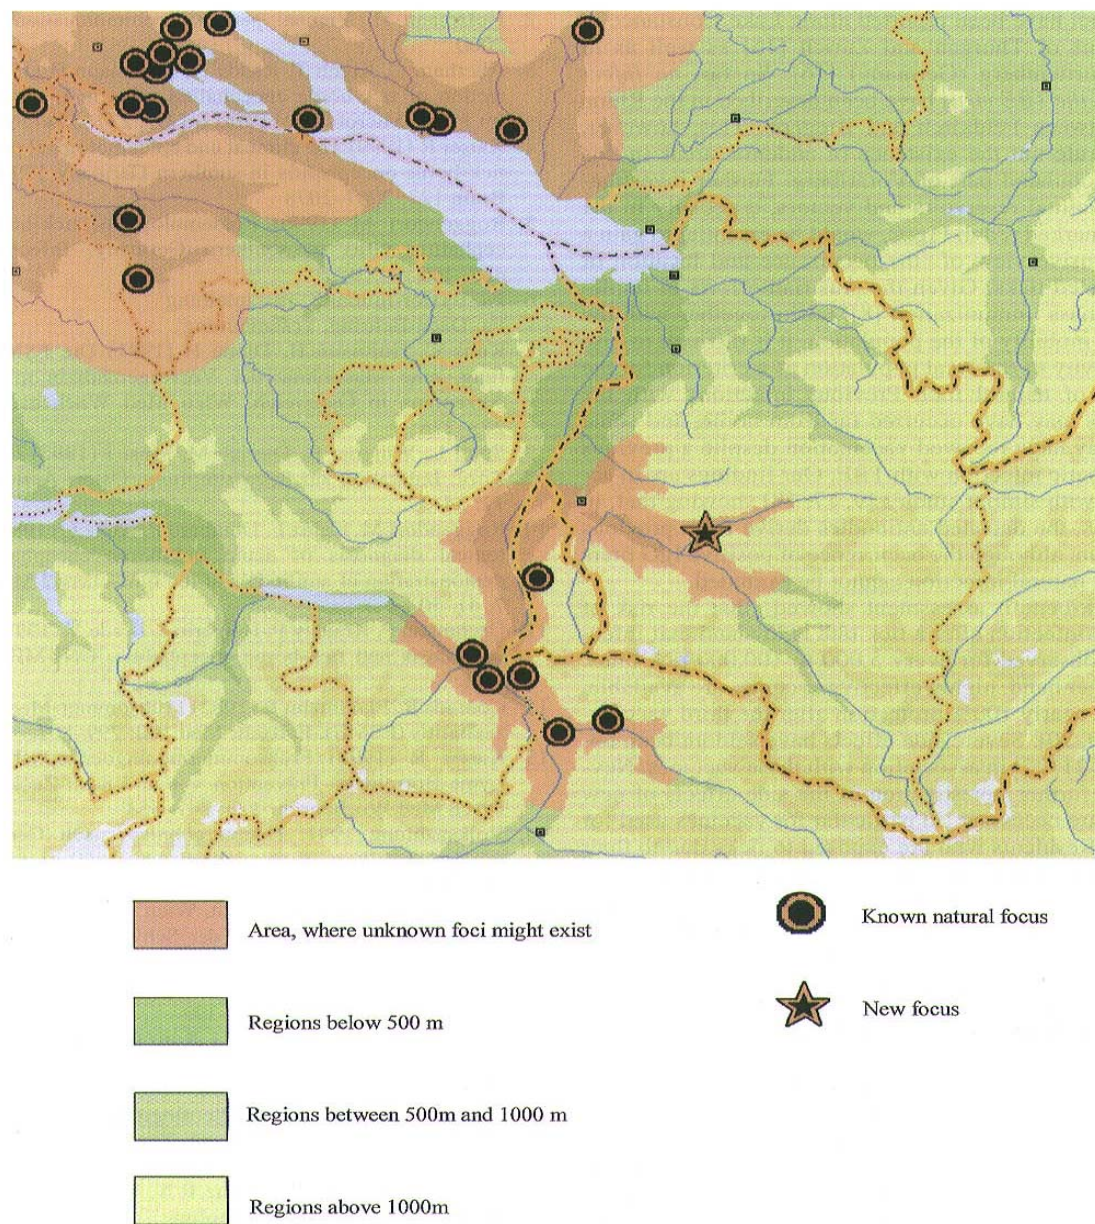 Area, where unknown foci might exist
Known natural focus
Regions below 500 m
New focus
Regions between 500m and 1000 m
Regions above 1000m